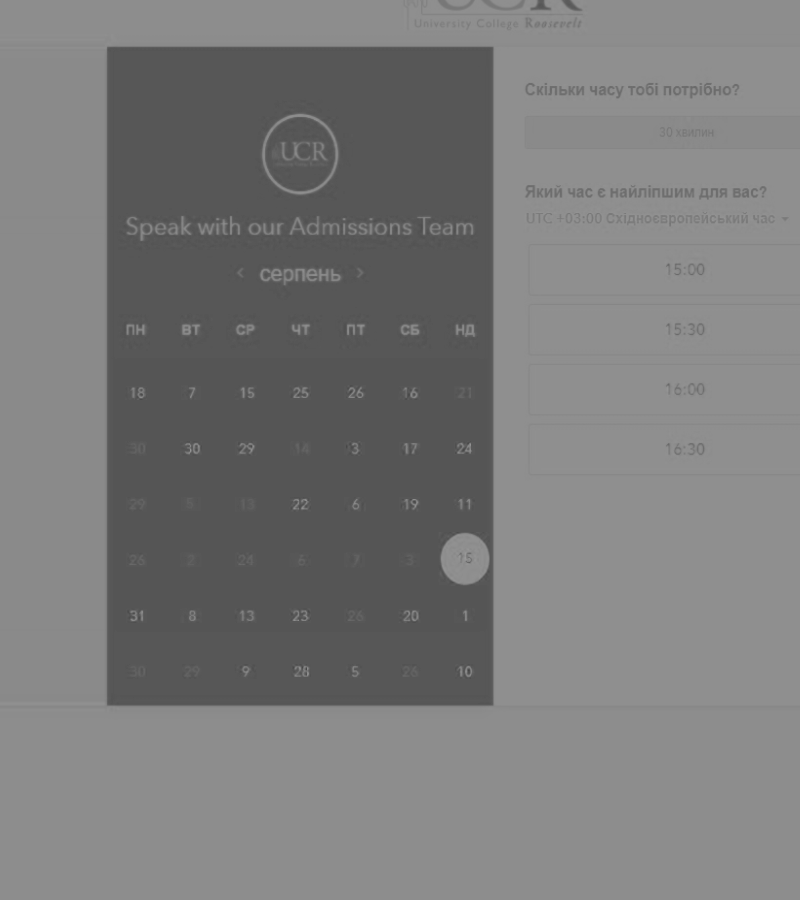 UCR
University College Roosevelt
UCR
Speak with our Admissions Team
‹ серпень ›
ПН ВТ СР ЧТ ПТ СБ НД
18 7 15 25 26 16 21
30 30 29 14 3 17 24
29 5 13 22 6 19 11
26 2 24 6 7 3 15
31 8 13 23 26 20 1
30 29 9 28 5 26 10
Скільки часу тобі потрібно?
30 хвилин
Який час є найліпшим для вас?
UTC +03:00 Східноєвропейський час
15:00
15:30
16:00
16:30